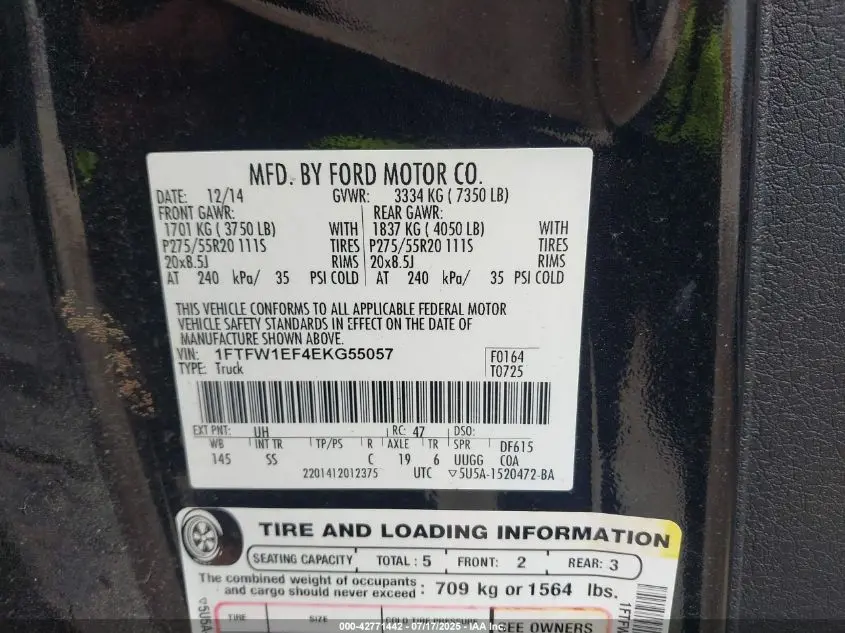 MFD. BY FORD MOTOR CO.
DATE: 12/14 GVWR: 3334 KG ( 7350 LB)
FRONT GAWR: REAR GAWR:
1701 KG ( 3750 LB) WITH 1837 KG ( 4050 LB) WITH
P275/55R20 111S TIRES P275/55R20 111S TIRES
20x8.5J RIMS 20x8.5J RIMS
AT 240 kPa/ 35 PSI COLD AT 240 kPa/ 35 PSI COLD
THIS VEHICLE CONFORMS TO ALL APPLICABLE FEDERAL MOTOR
VEHICLE SAFETY STANDARDS IN EFFECT ON THE DATE OF
MANUFACTURE SHOWN ABOVE.
VIN: 1FTFW1EF4EKG55057 F0164
TYPE: Truck T0725
EXT PNT: UH RC: 47 DSO:
WB INT TR TP/PS R AXLE TR SPR DF615
145 SS C 19 6 UUGG COA
2201412012375 UTC ▽5U5A-1520472-BA
TIRE AND LOADING INFORMATION
SEATING CAPACITY TOTAL : 5 FRONT: 2 REAR: 3
The combined weight of occupants
and cargo should never exceed : 709 kg or 1564 lbs.
TIRE SIZE COLD TIRE PRESSURE SEE OWNERS
▽5U5A
1FTFW
000-42771442 - 07/17/2025 - IAA Inc.